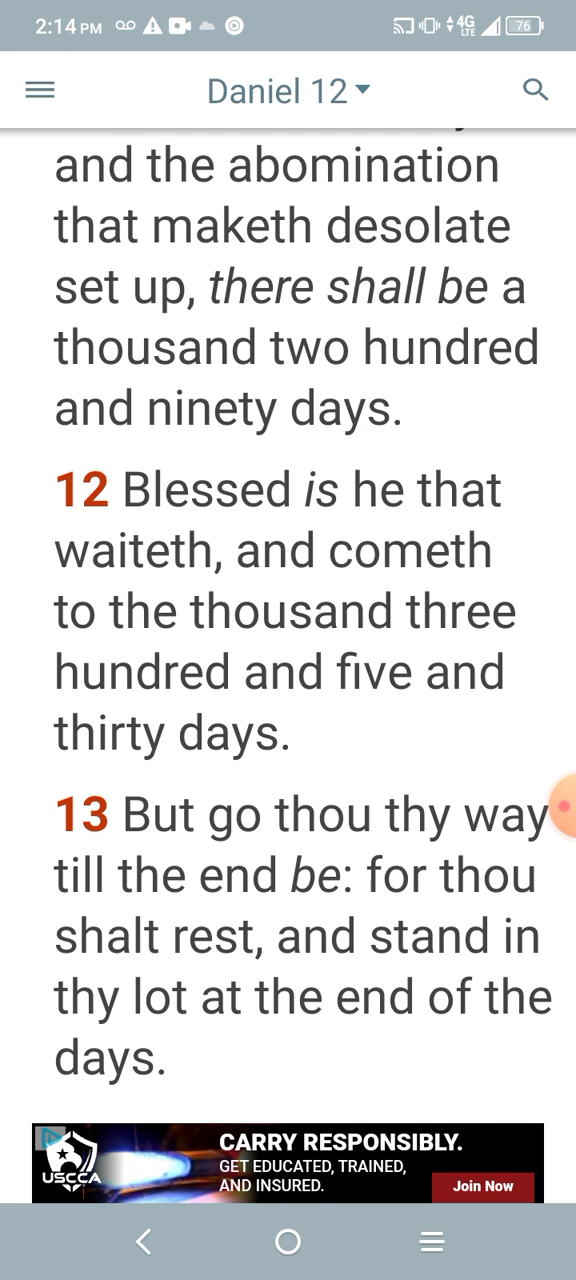 2:14 PM
4G
LTE
76
Daniel 12
and the abomination
that maketh desolate
set up, there shall be a
thousand two hundred
and ninety days.
12 Blessed is he that
waiteth, and cometh
to the thousand three
hundred and five and
thirty days.
13 But go thou thy way
till the end be: for thou
shalt rest, and stand in
thy lot at the end of the
days.
USCCA
CARRY RESPONSIBLY.
GET EDUCATED, TRAINED,
AND INSURED.
Join Now